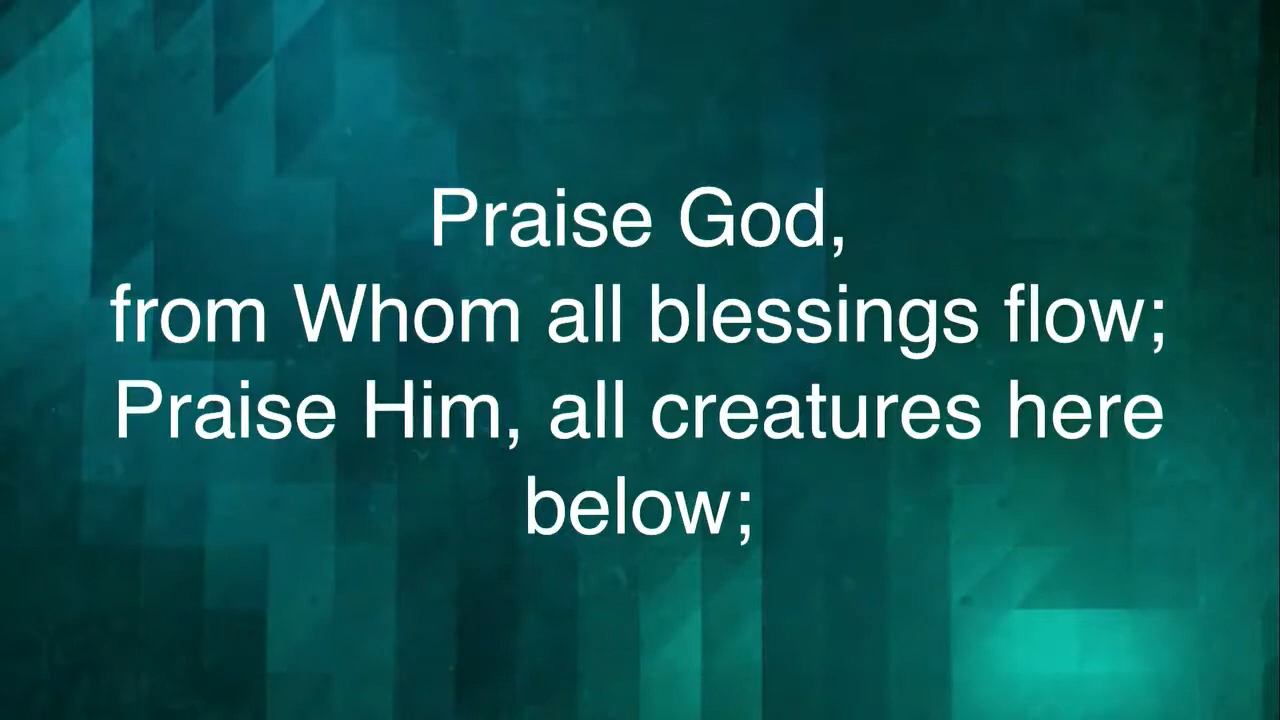 Praise God,
from Whom all blessings flow;
Praise Him, all creatures here
below;